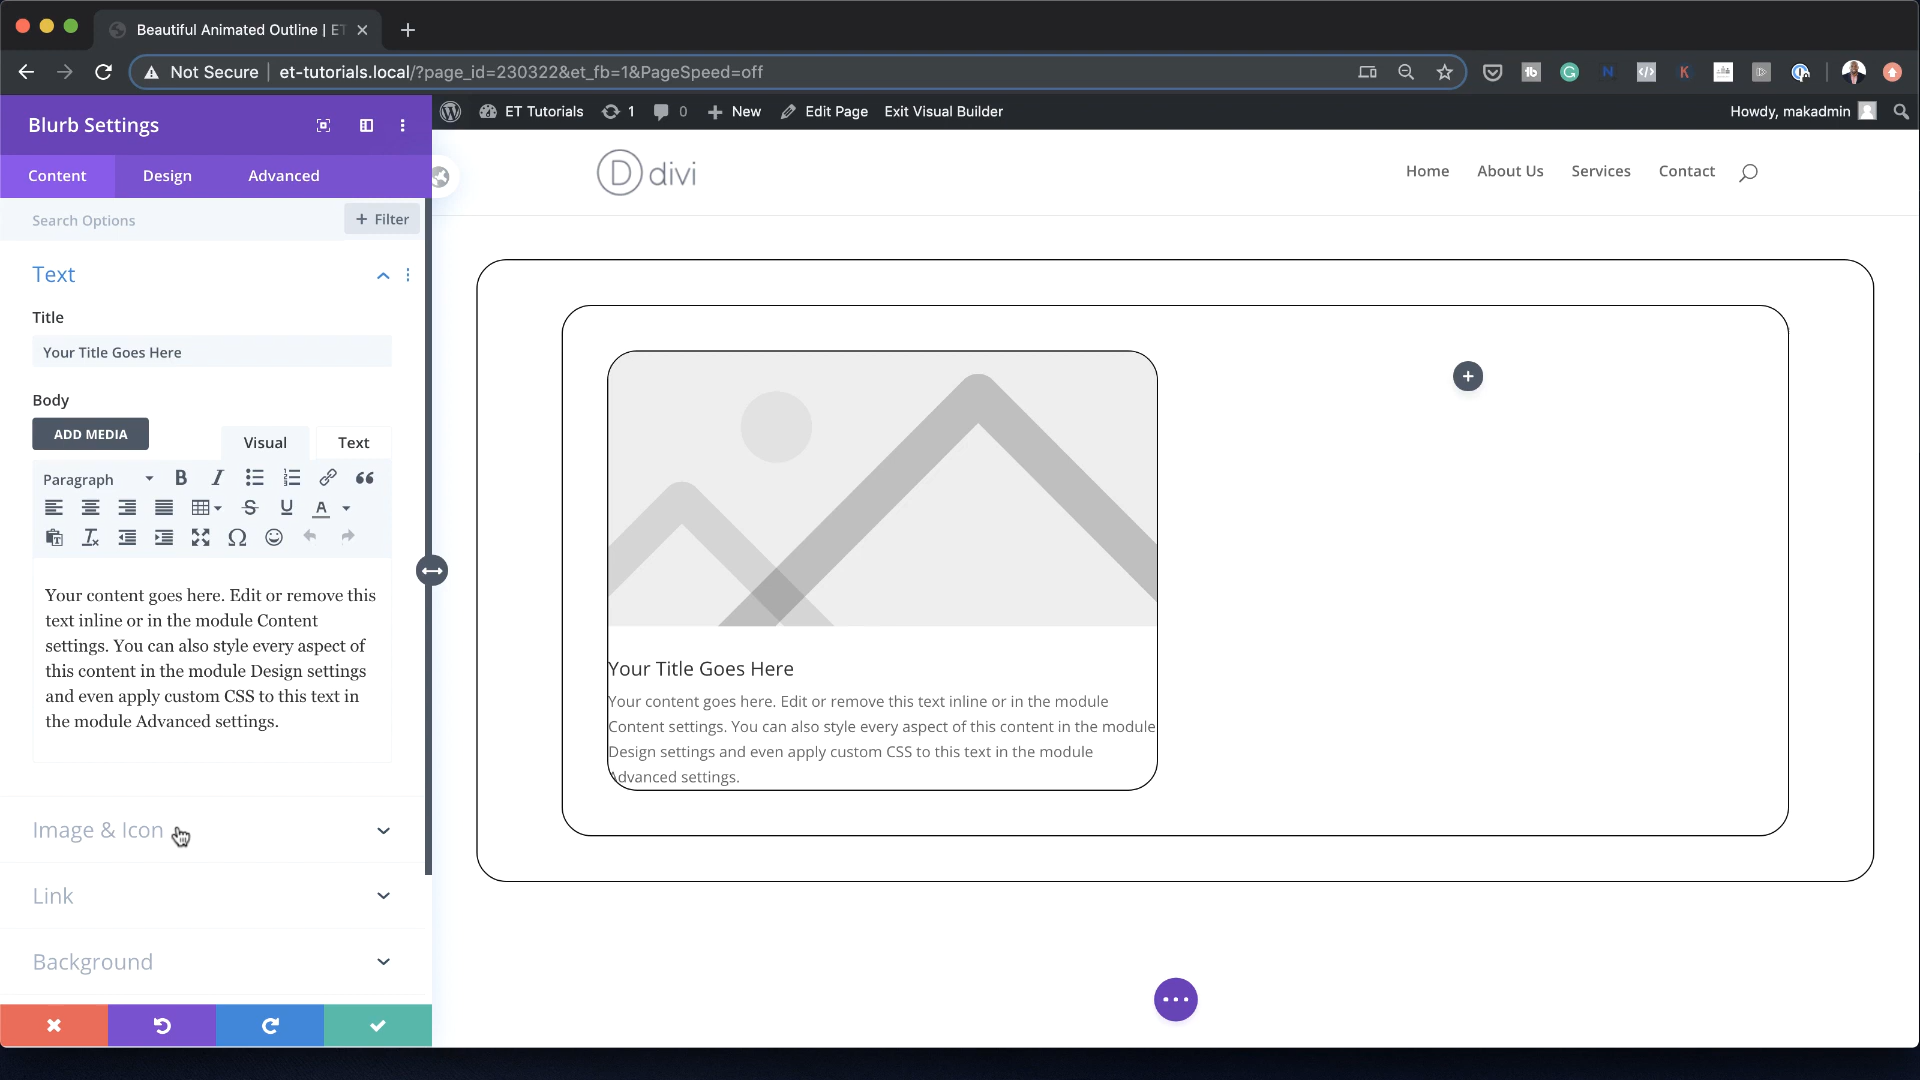 Beautiful Animated Outline | ET
Not Secure
et-tutorials.local/?page_id=230322&et_fb=1&PageSpeed=off
Blurb Settings
ET Tutorials
1
0
New
Edit Page
Exit Visual Builder
Howdy, makadmin
Content
Design
Advanced
divi
Home
About Us
Services
Contact
Search Options
+ Filter
Text
Title
Your Title Goes Here
Body
ADD MEDIA
Visual
Text
Paragraph
Your content goes here. Edit or remove this
text inline or in the module Content
settings. You can also style every aspect of
this content in the module Design settings
and even apply custom CSS to this text in
the module Advanced settings.
Image & Icon
Link
Background
Your Title Goes Here
Your content goes here. Edit or remove this text inline or in the module
Content settings. You can also style every aspect of this content in the module
Design settings and even apply custom CSS to this text in the module
Advanced settings.